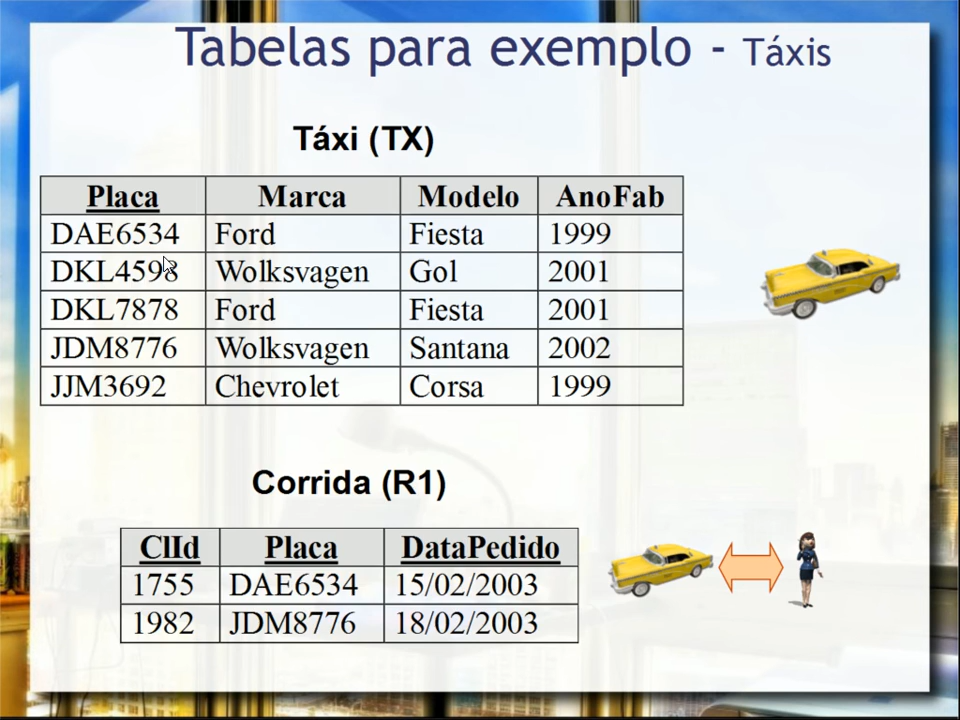 Tabelas para exemplo - Táxis
Táxi (TX)
Placa Marca Modelo AnoFab
DAE6534 Ford Fiesta 1999
DKL4598 Wolksvagen Gol 2001
DKL7878 Ford Fiesta 2001
JDM8776 Wolksvagen Santana 2002
JJM3692 Chevrolet Corsa 1999
Corrida (R1)
ClId Placa DataPedido
1755 DAE6534 15/02/2003
1982 JDM8776 18/02/2003